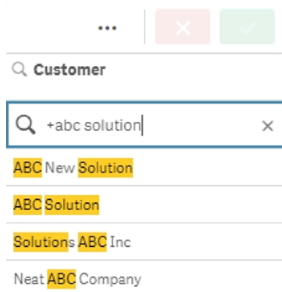 Customer
+abc solution
ABC New Solution
ABC Solution
Solutions ABC Inc
Neat ABC Company